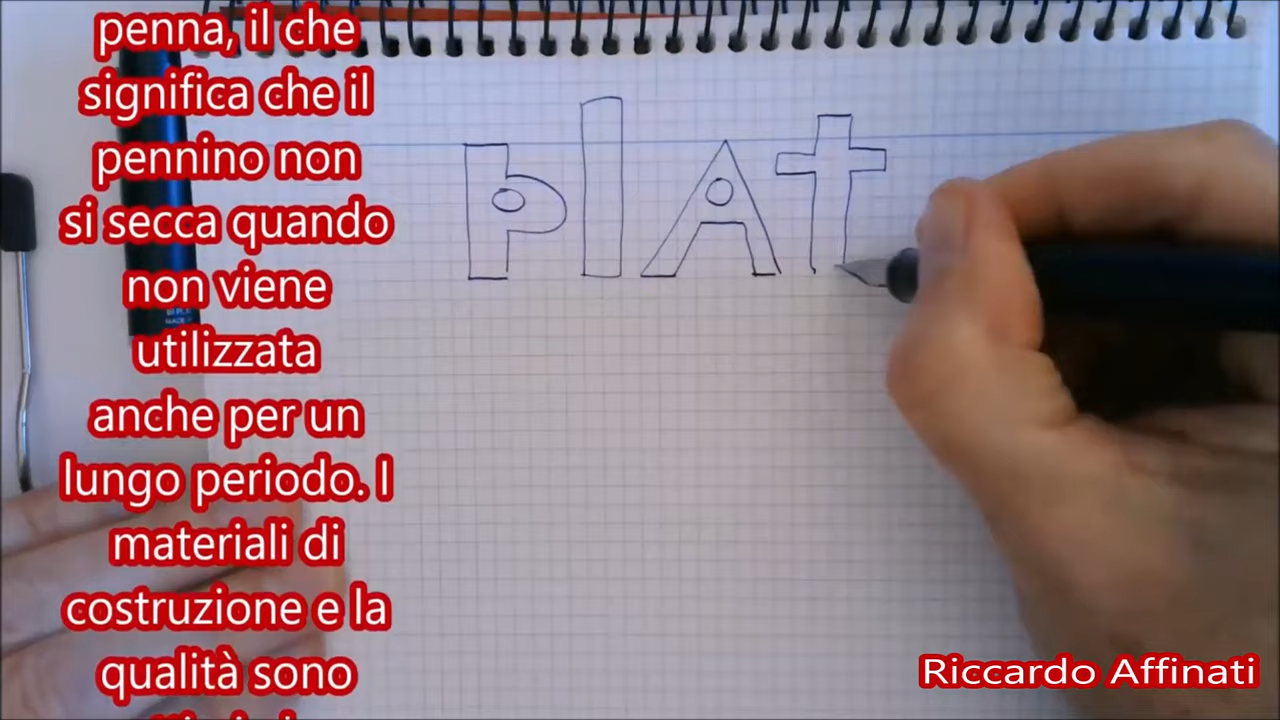 penna, il che
significa che il
pennino non
si secca quando
non viene
utilizzata
anche per un
lungo periodo. I
materiali di
costruzione e la
qualità sono
plAt
Riccardo Affinati